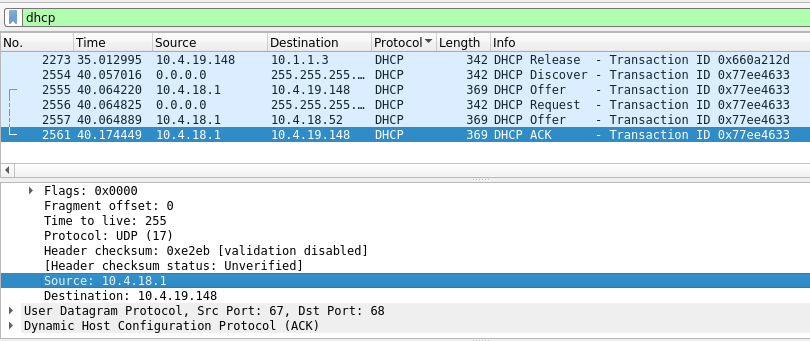 dhcp
No. Time Source Destination Protocol Length Info
2273 35.012995 10.4.19.148 10.1.1.3 DHCP 342 DHCP Release - Transaction ID 0x660a212d
2554 40.057016 0.0.0.0 255.255.255.… DHCP 342 DHCP Discover - Transaction ID 0x77ee4633
2555 40.064220 10.4.18.1 10.4.19.148 DHCP 369 DHCP Offer - Transaction ID 0x77ee4633
2556 40.064825 0.0.0.0 255.255.255.… DHCP 342 DHCP Request - Transaction ID 0x77ee4633
2557 40.064889 10.4.18.1 10.4.18.52 DHCP 369 DHCP Offer - Transaction ID 0x77ee4633
2561 40.174449 10.4.18.1 10.4.19.148 DHCP 369 DHCP ACK - Transaction ID 0x77ee4633
Flags: 0x0000
Fragment offset: 0
Time to live: 255
Protocol: UDP (17)
Header checksum: 0xe2eb [validation disabled]
[Header checksum status: Unverified]
Source: 10.4.18.1
Destination: 10.4.19.148
User Datagram Protocol, Src Port: 67, Dst Port: 68
Dynamic Host Configuration Protocol (ACK)